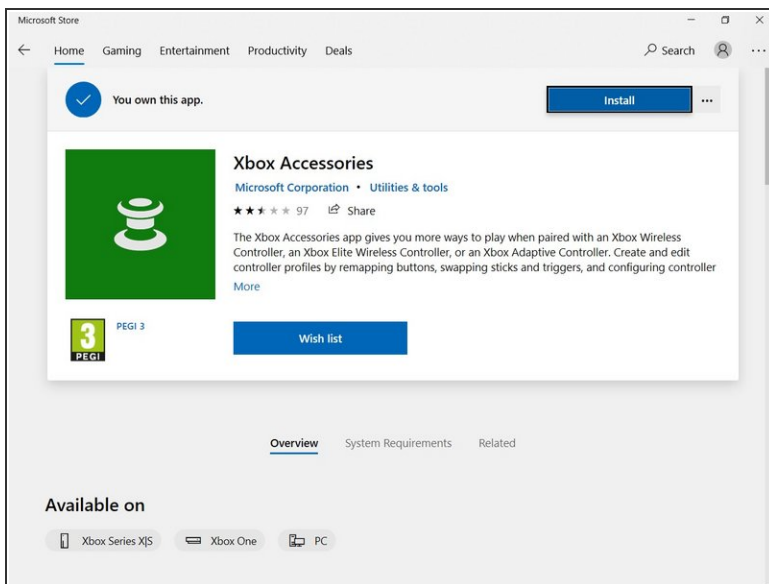 Microsoft Store
Home Gaming Entertainment Productivity Deals Search
You own this app. Install
Xbox Accessories
Microsoft Corporation • Utilities & tools
97 Share
The Xbox Accessories app gives you more ways to play when paired with an Xbox Wireless
Controller, an Xbox Elite Wireless Controller, or an Xbox Adaptive Controller. Create and edit
controller profiles by remapping buttons, swapping sticks and triggers, and configuring controller
More
3
PEGI
PEGI 3
Wish list
Overview System Requirements Related
Available on
Xbox Series X|S Xbox One PC